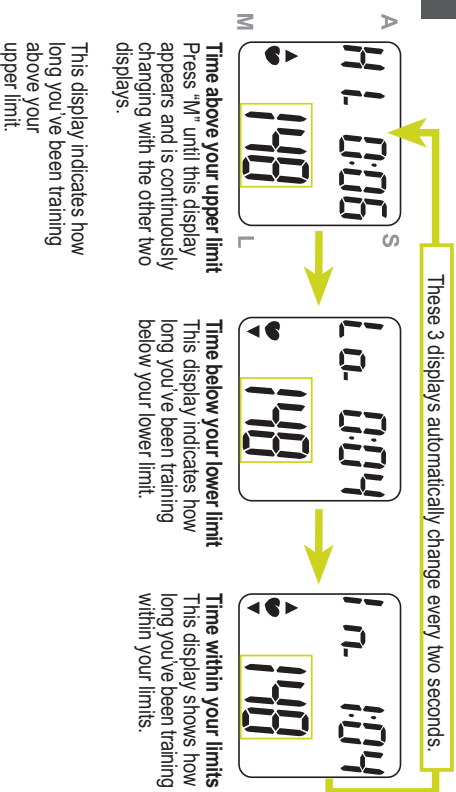 These 3 displays automatically change every two seconds.
A
S
Hi 0:06
148
M
L
Lo 0:04
148
In 1:04
148
Time above your upper limit
Press “M” until this display
appears and is continuously
changing with the other two
displays.
This display indicates how
long you’ve been training
above your
upper limit.
Time below your lower limit
This display indicates how
long you’ve been training
below your lower limit.
Time within your limits
This display shows how
long you’ve been training
within your limits.